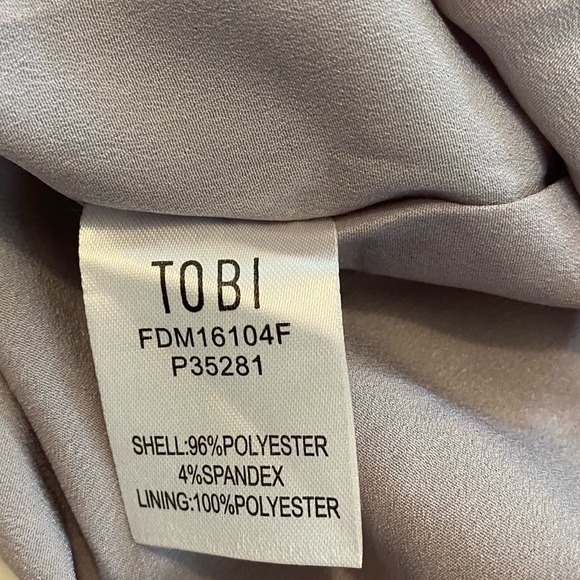 TOBI
FDM16104F
P35281
SHELL:96%POLYESTER
4%SPANDEX
LINING:100%POLYESTER